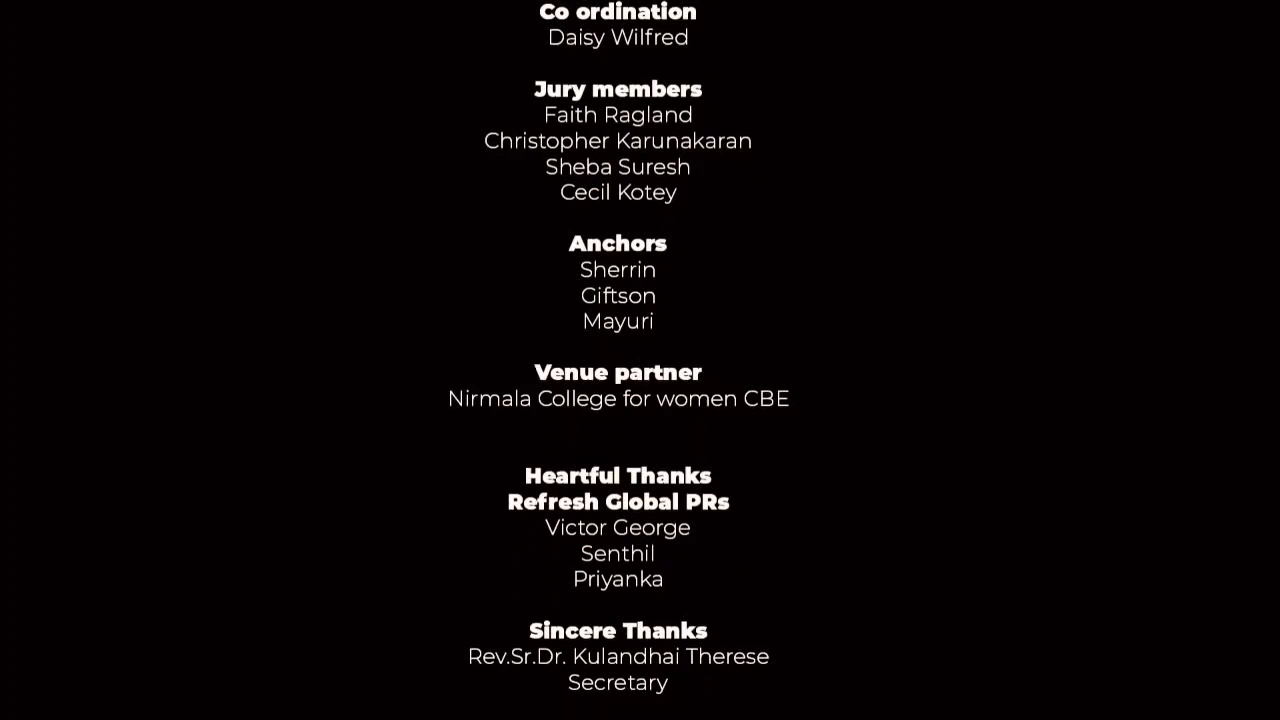 Co ordination
Daisy Wilfred
Jury members
Faith Ragland
Christopher Karunakaran
Sheba Suresh
Cecil Kotey
Anchors
Sherrin
Giftson
Mayuri
Venue partner
Nirmala College for women CBE
Heartful Thanks
Refresh Global PRs
Victor George
Senthil
Priyanka
Sincere Thanks
Rev.Sr.Dr. Kulandhai Therese
Secretary